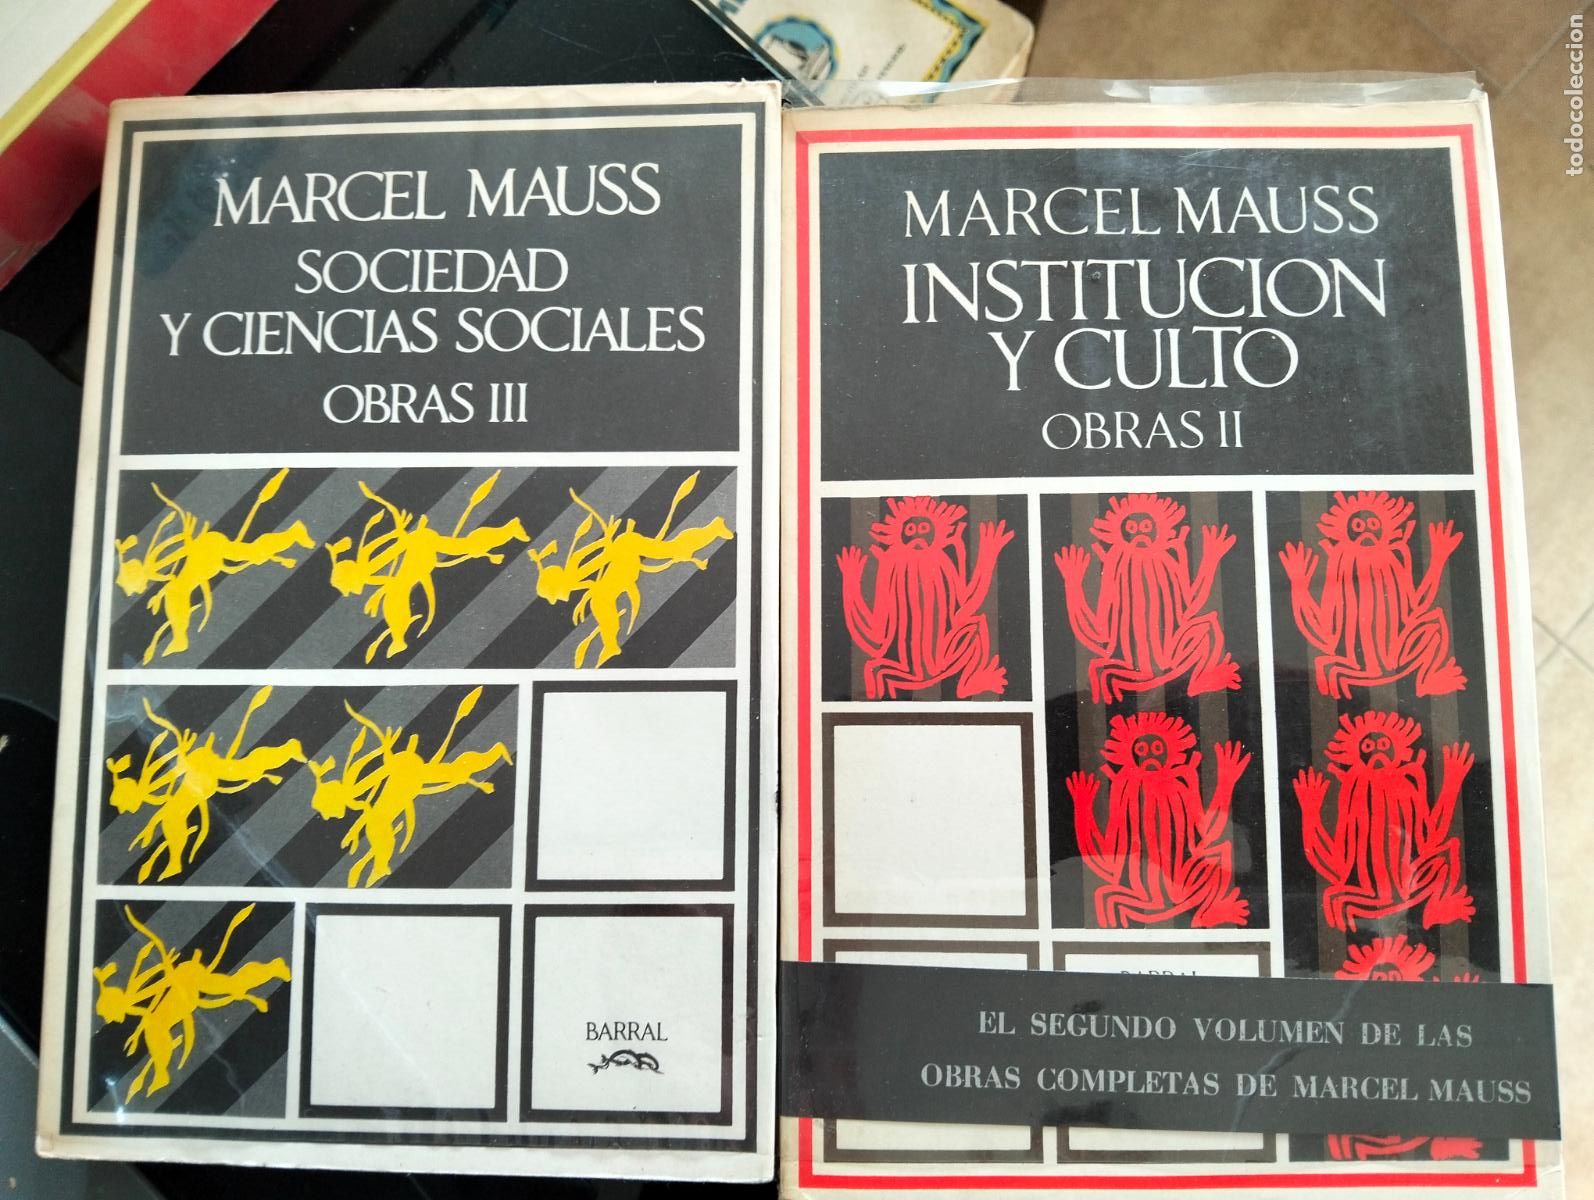 MARCEL MAUSS
SOCIEDAD
Y CIENCIAS SOCIALES
OBRAS III
BARRAL
MARCEL MAUSS
INSTITUCION
Y CULTO
OBRAS II
EL SEGUNDO VOLUMEN DE LAS
OBRAS COMPLETAS DE MARCEL MAUSS
todocoleccion